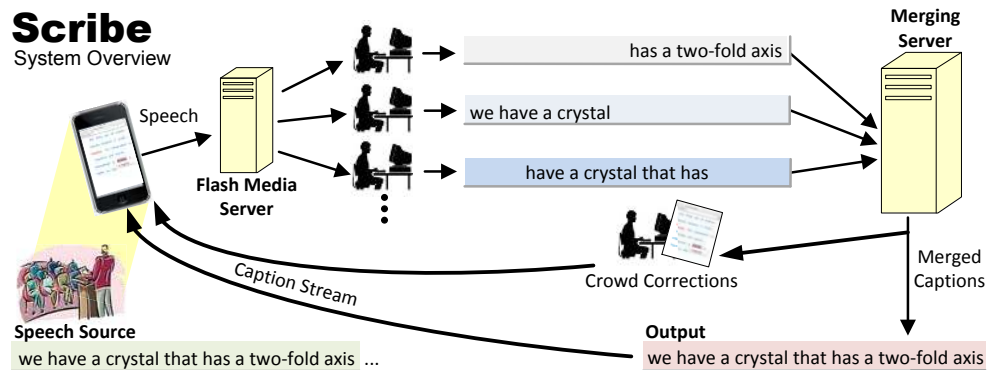 Scribe
System Overview
Speech
Flash Media
Server
has a two-fold axis
we have a crystal
have a crystal that has
Merging
Server
Crowd Corrections
Merged
Captions
Caption Stream
Speech Source
we have a crystal that has a two-fold axis ...
Output
we have a crystal that has a two-fold axis